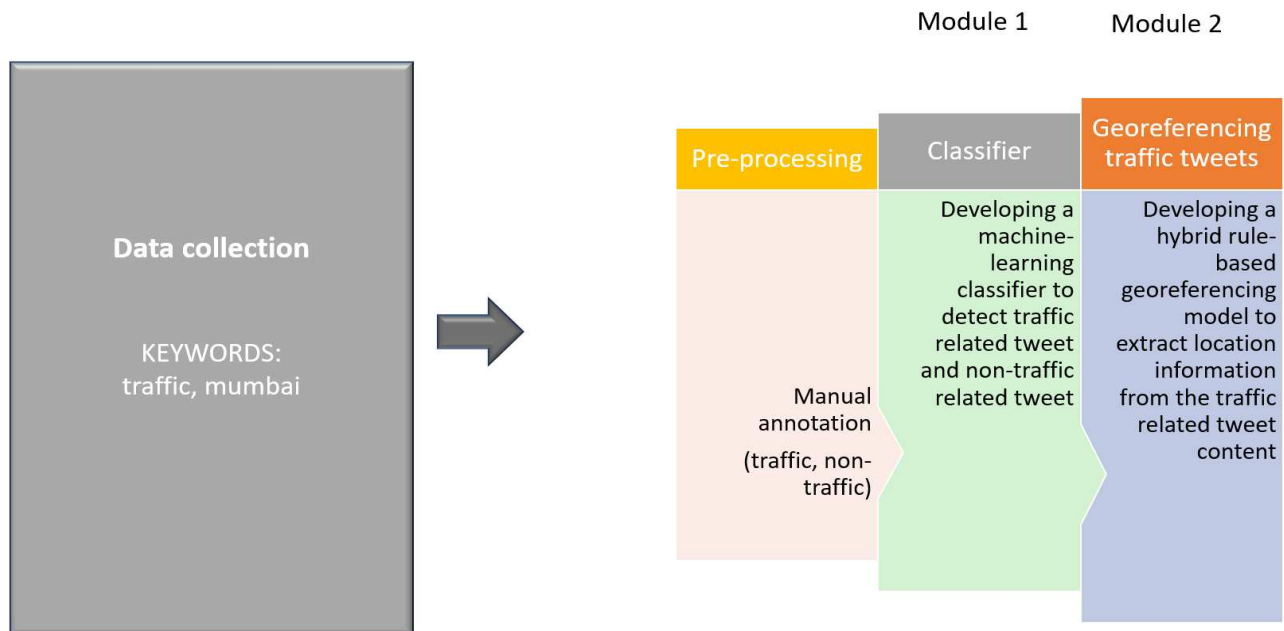 Data collection
KEYWORDS:
traffic, mumbai
Pre-processing
Manual
annotation
(traffic, non-
traffic)
Module 1
Classifier
Developing a
machine-
learning
classifier to
detect traffic
related tweet
and non-traffic
related tweet
Module 2
Georeferencing
traffic tweets
Developing a
hybrid rule-
based
georeferencing
model to
extract location
information
from the traffic
related tweet
content